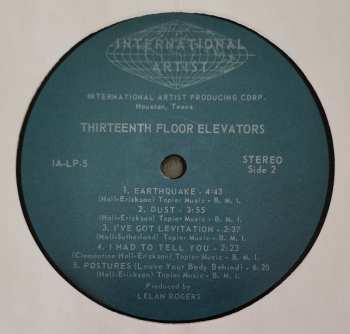 INTERNATIONAL
ARTIST
INTERNATIONAL ARTIST PRODUCING CORP.
Houston, Texas
THIRTEENTH FLOOR ELEVATORS
IA-LP-5
STEREO
Side 2
1. EARTHQUAKE - 4:43
(Hall-Erickson) Tapier Music - B. M. I.
2. DUST - 3:55
(Hall-Erickson) Tapier Music - B. M. I.
3. I'VE GOT LEVITATION - 2:37
(Hall-Sutherland) Tapier Music - B. M. I.
4. I HAD TO TELL YOU - 2:23
(Clementine Hall-Erickson) Tapier Music - B. M. I.
5. POSTURES (Leave Your Body Behind) - 6:20
(Hall-Erickson) Tapier Music - B. M. I.
Produced by
LELAN ROGERS